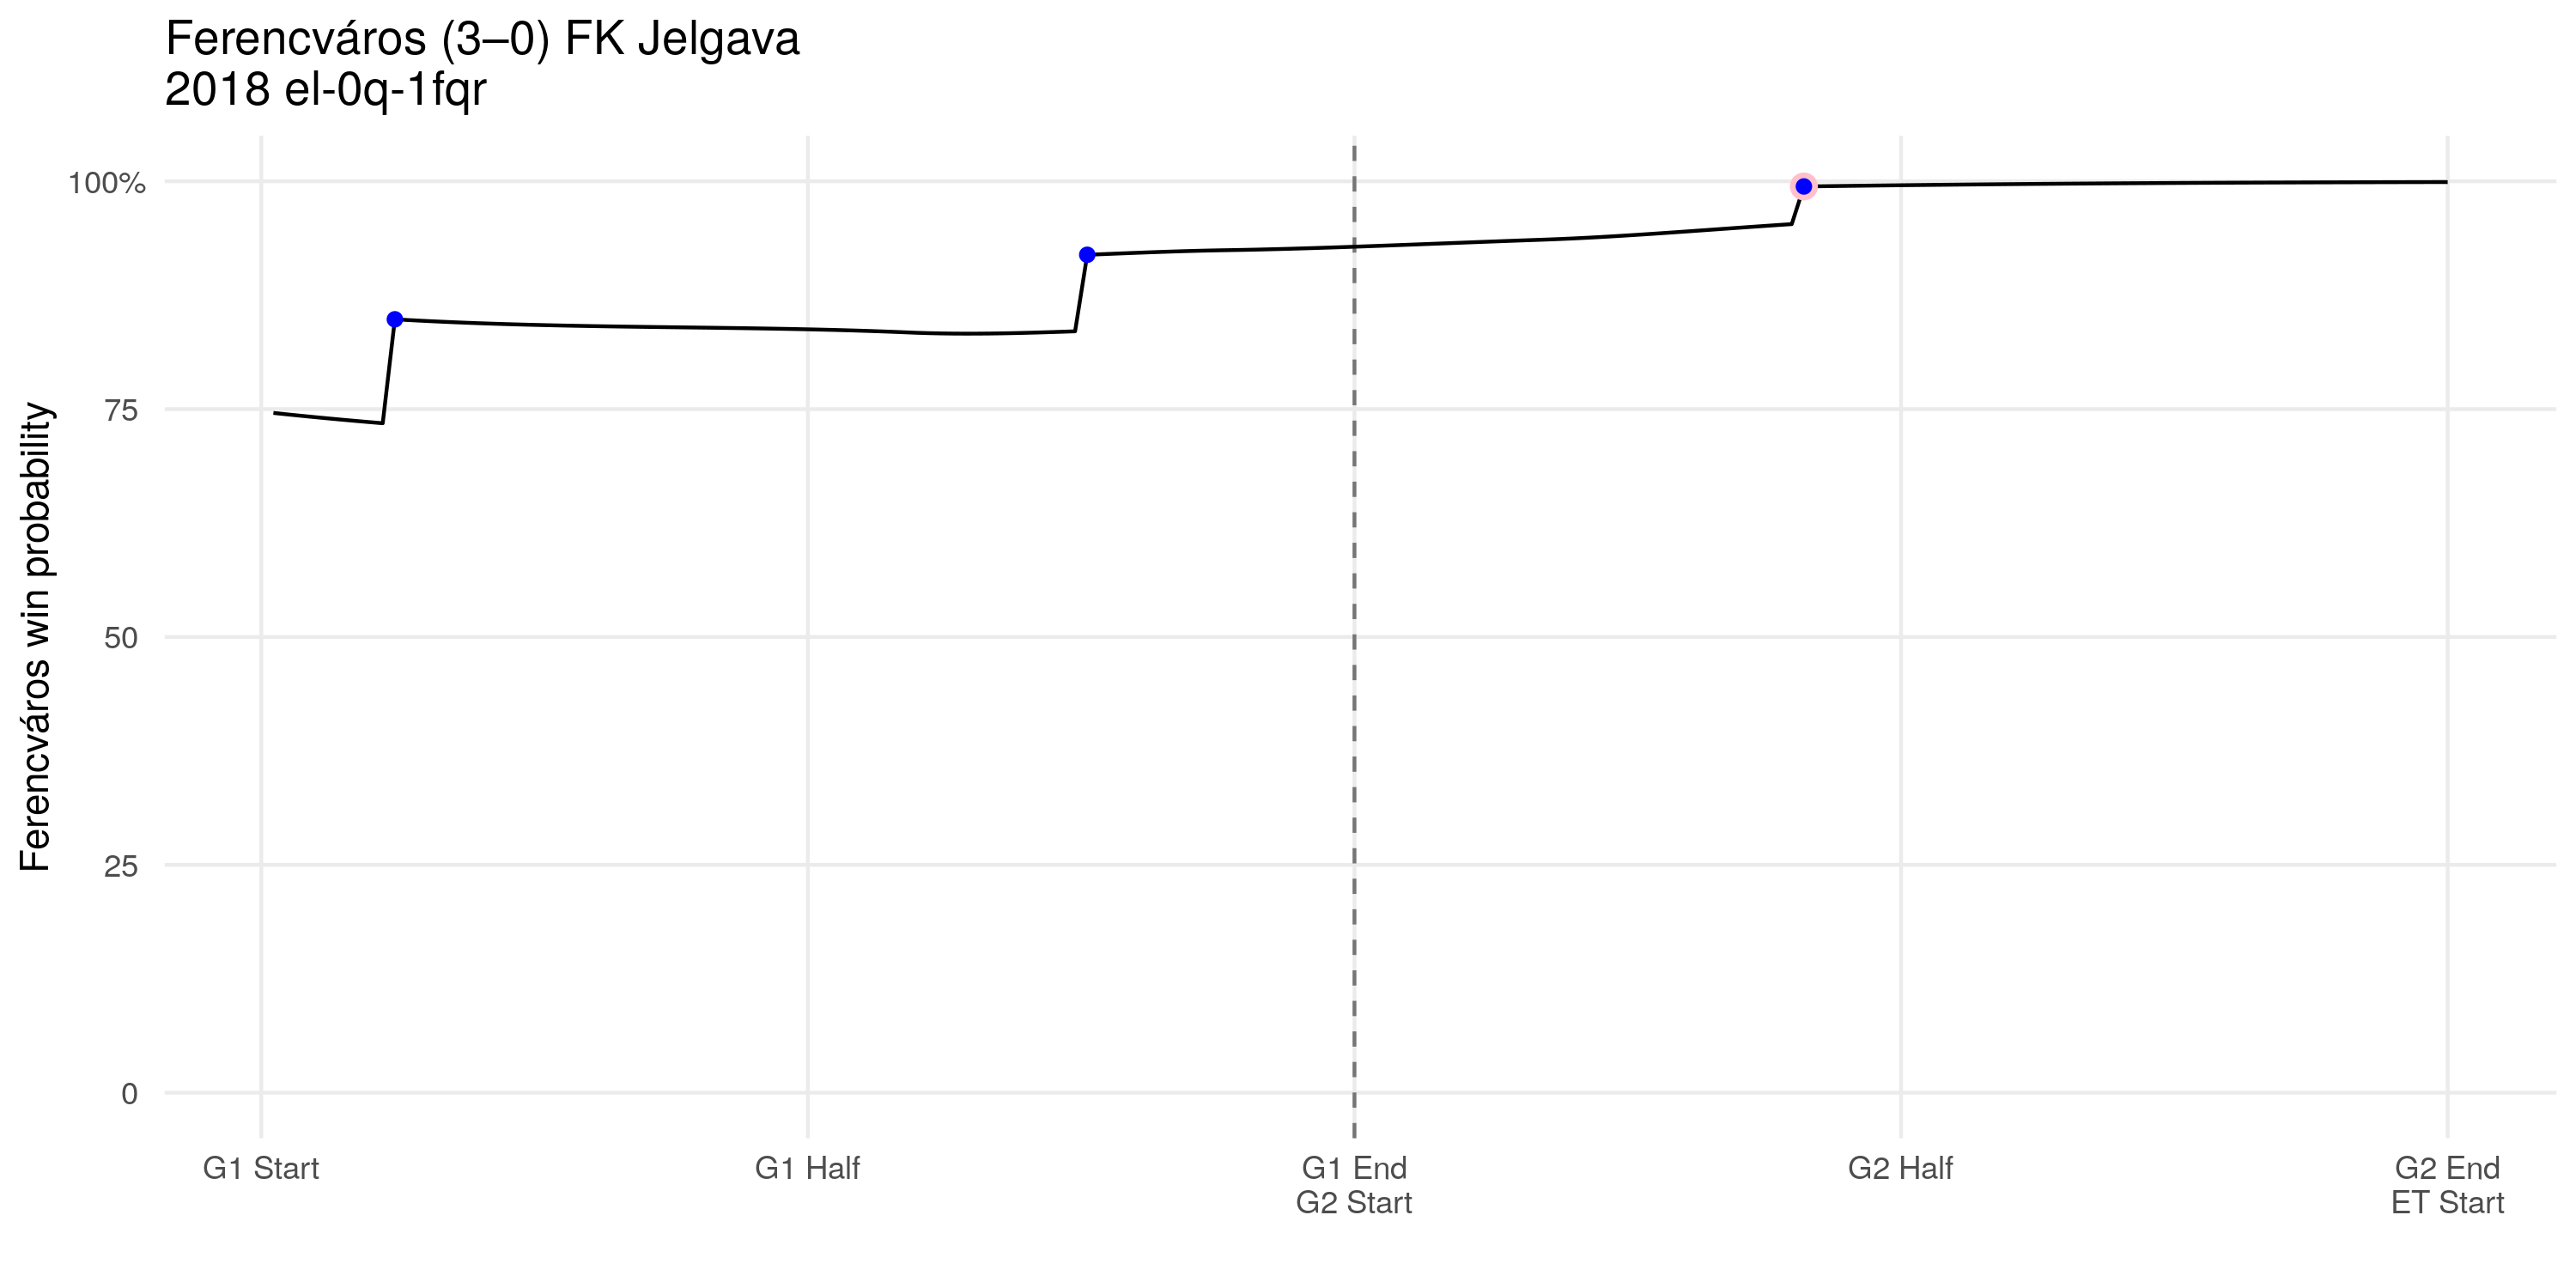 Ferencváros (3–0) FK Jelgava
2018 el-0q-1fqr
Ferencváros win probability
100%
75
50
25
0
G1 Start
G1 Half
G1 End
G2 Start
G2 Half
G2 End
ET Start